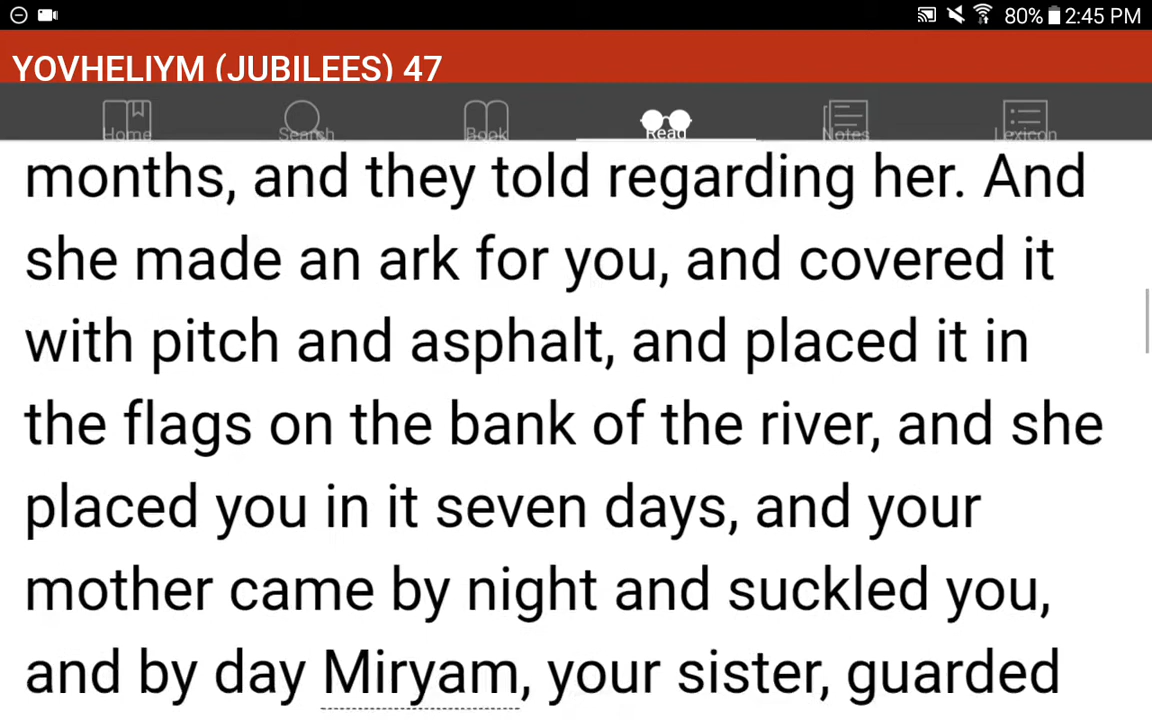 80% 2:45 PM
YOVHELIYM (JUBILEES) 47
Home Search Book Read Notes Lexicon
months, and they told regarding her. And
she made an ark for you, and covered it
with pitch and asphalt, and placed it in
the flags on the bank of the river, and she
placed you in it seven days, and your
mother came by night and suckled you,
and by day Miryam, your sister, guarded